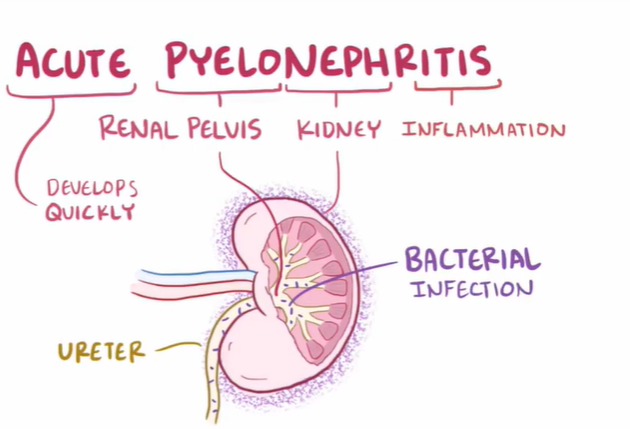 ACUTE PYELONEPHRITIS
RENAL PELVIS KIDNEY INFLAMMATION
DEVELOPS
QUICKLY
BACTERIAL
INFECTION
URETER